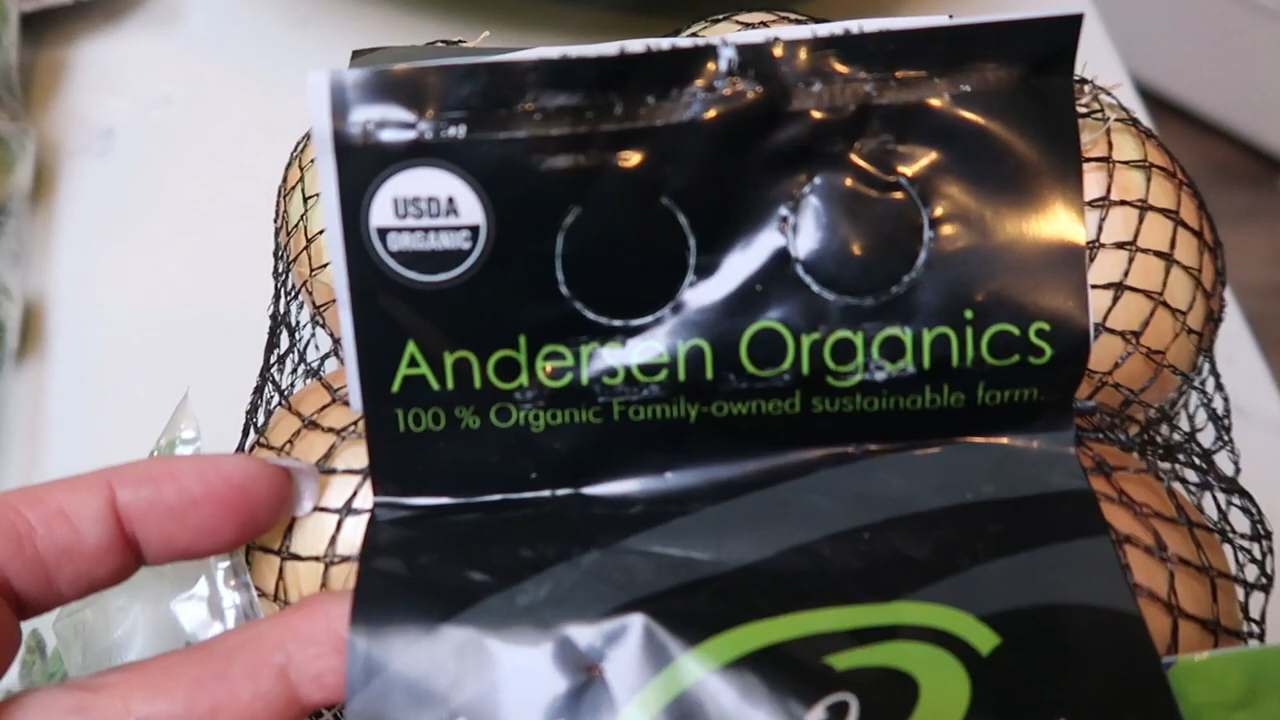 USDA
ORGANIC
Andersen Organics
100 % Organic Family-owned sustainable farm.